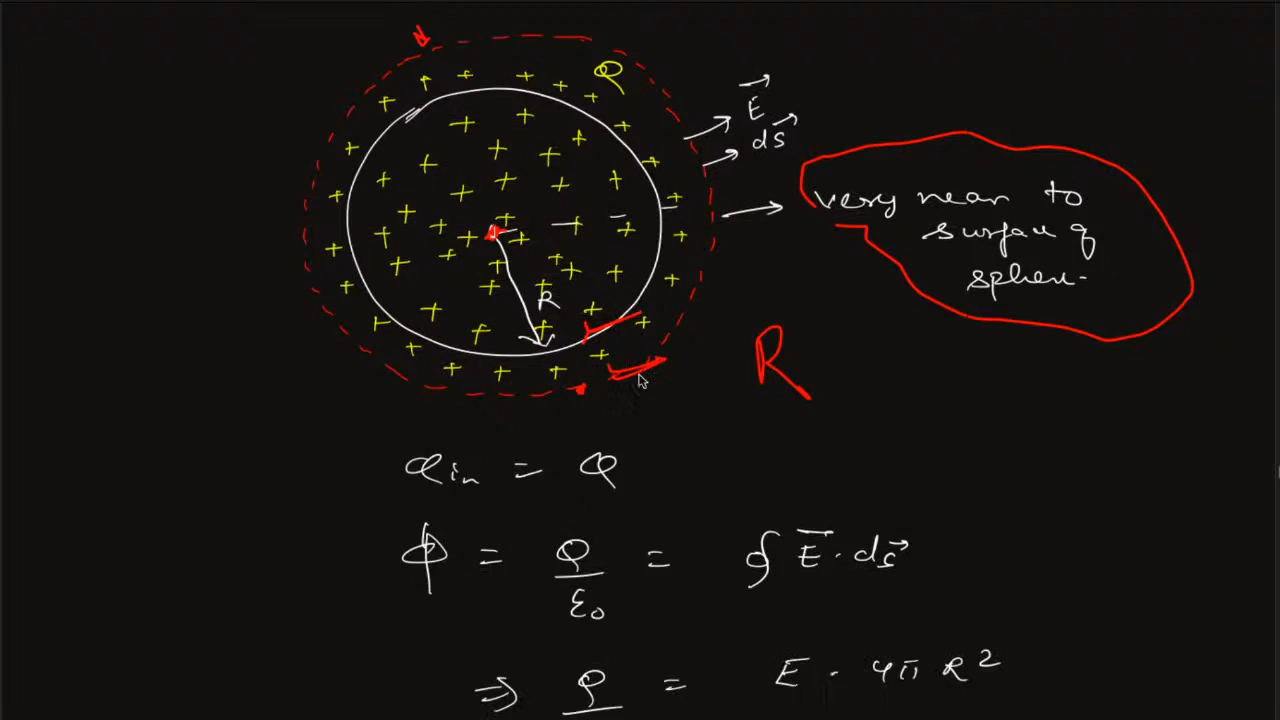 Q
E
ds
very near to
surface of
sphere
R
R
Qin = Q
ϕ = Q/ε0 = ∮ E · ds
⇒ Q = E · 4π R²